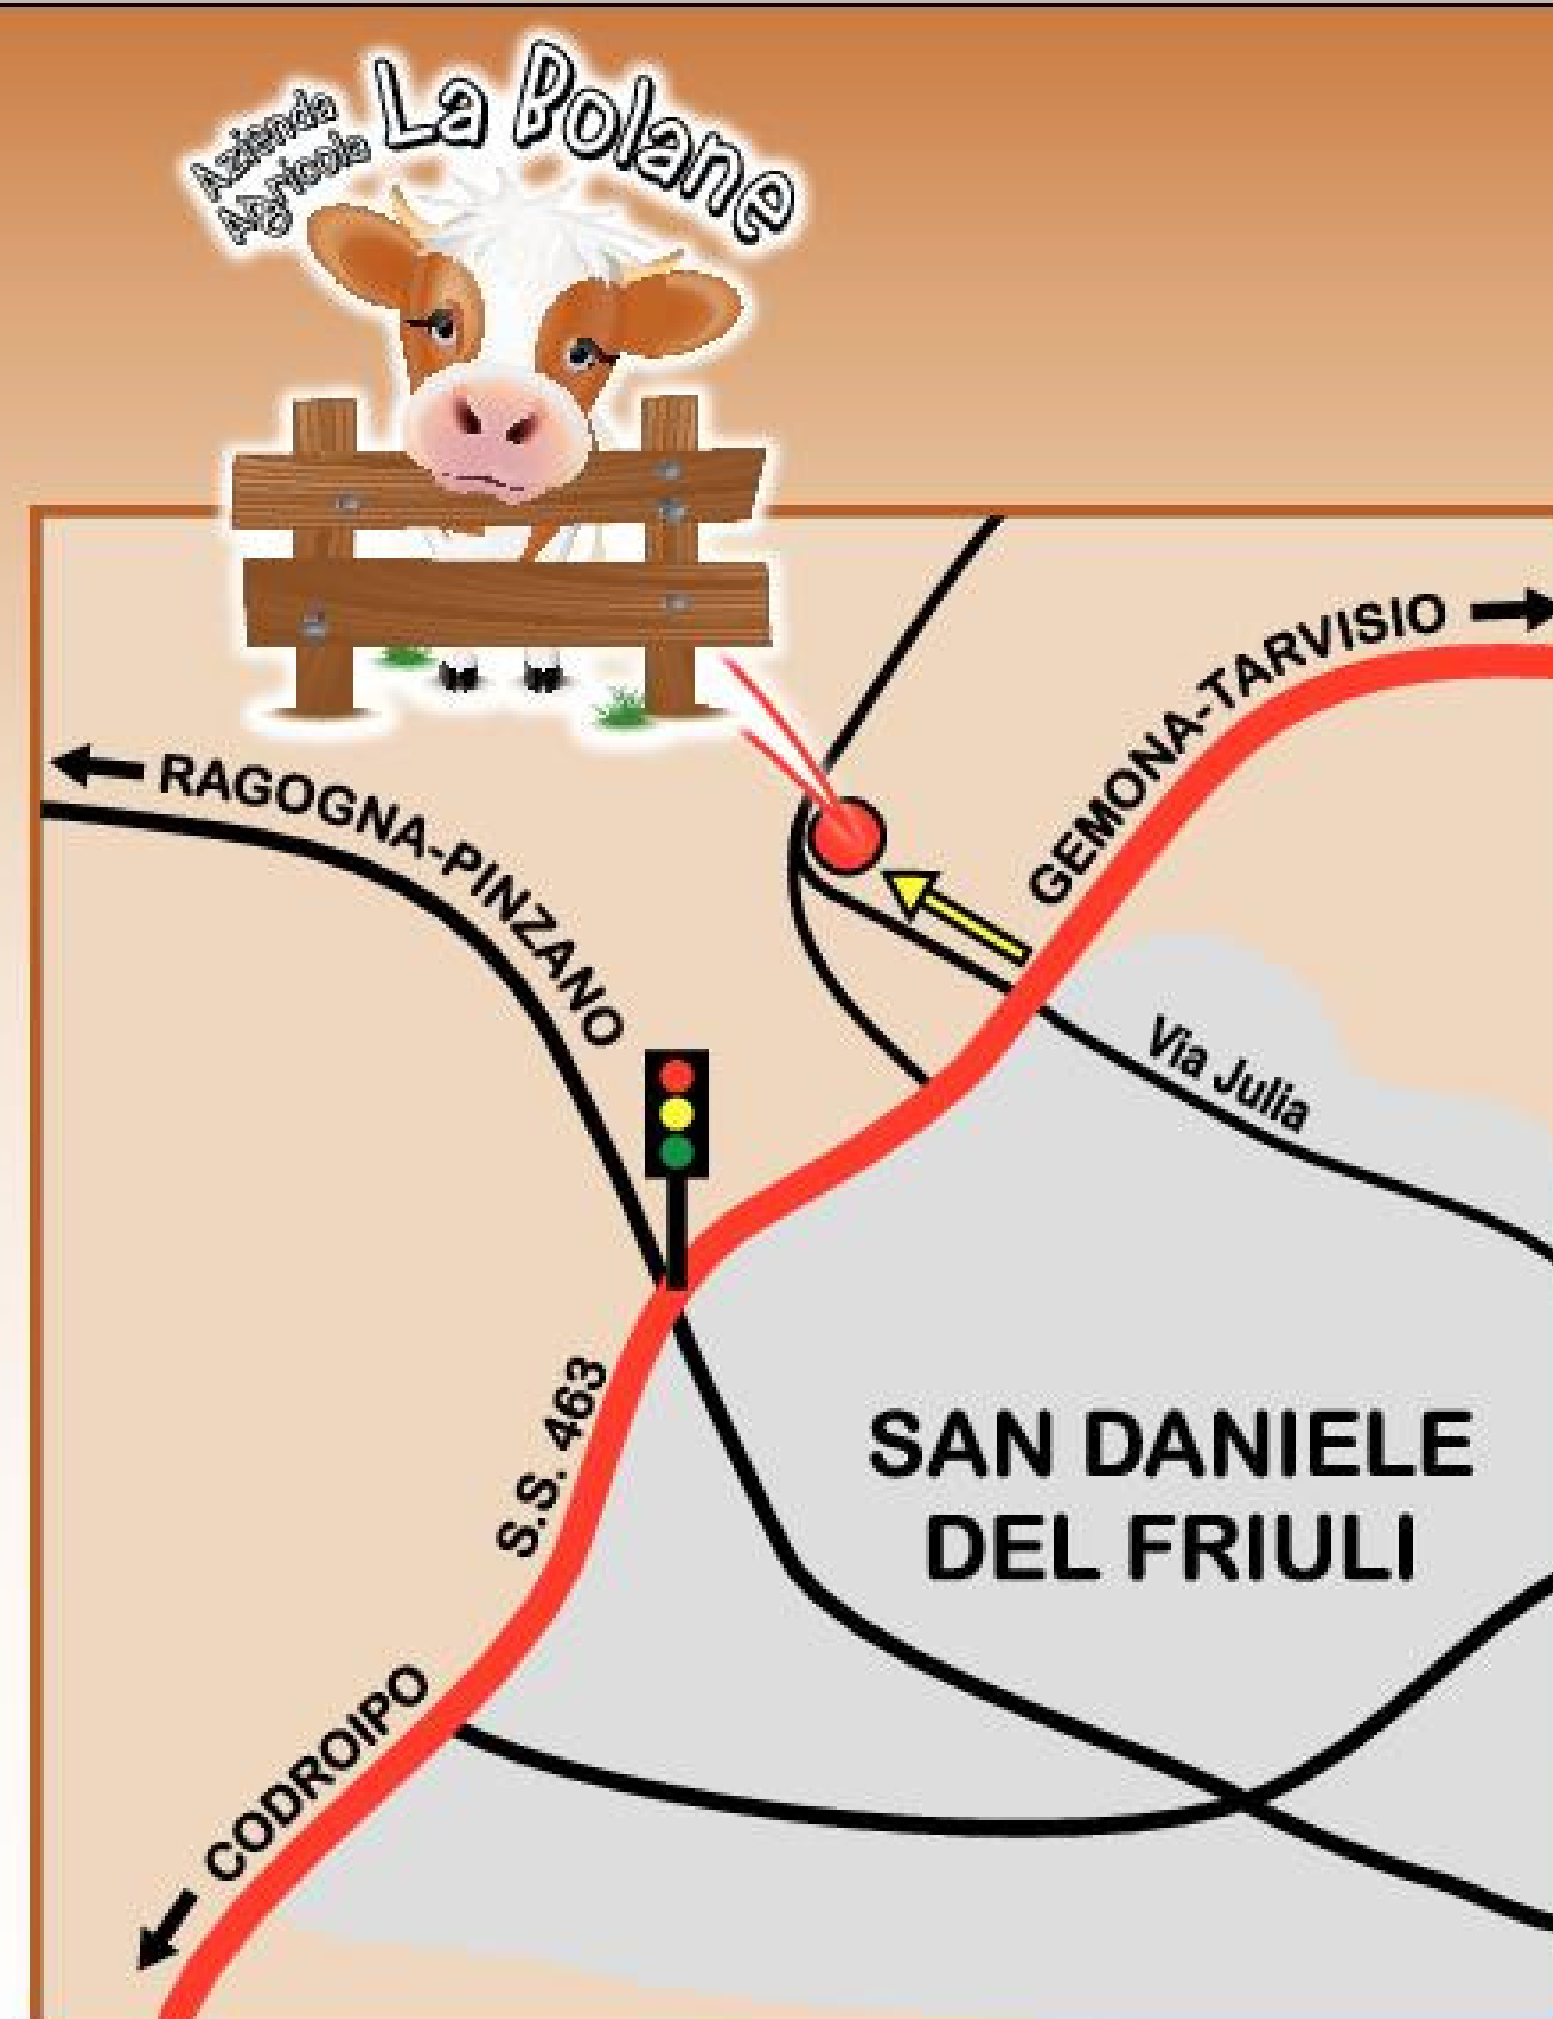 Azienda
Agricola
La Bolane
GEMONA-TARVISIO
RAGOGNA-PINZANO
Via Julia
S.S. 463
SAN DANIELE
DEL FRIULI
CODROIPO